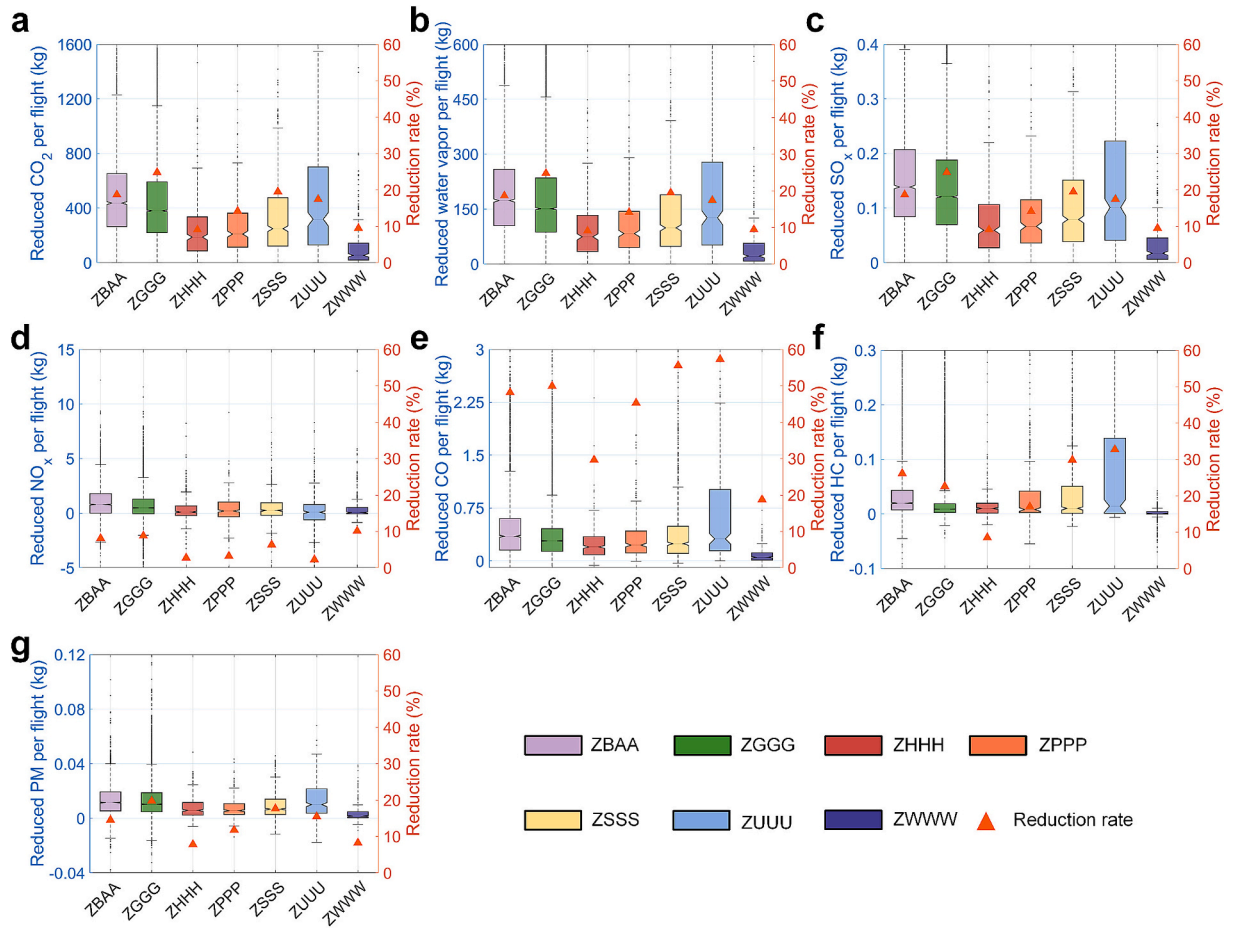 a
Reduced CO2 per flight (kg)
1600
1200
800
400
0
60
50
40
30
20
10
0
Reduction rate (%)
ZBAA ZGGG ZHHH ZPPP ZSSS ZUUU ZWWW
b
Reduced water vapor per flight (kg)
600
450
300
150
0
60
50
40
30
20
10
0
Reduction rate (%)
ZBAA ZGGG ZHHH ZPPP ZSSS ZUUU ZWWW
c
Reduced SOx per flight (kg)
0.4
0.3
0.2
0.1
0
60
50
40
30
20
10
0
Reduction rate (%)
ZBAA ZGGG ZHHH ZPPP ZSSS ZUUU ZWWW
d
Reduced NOx per flight (kg)
15
10
5
0
-5
60
50
40
30
20
10
0
Reduction rate (%)
ZBAA ZGGG ZHHH ZPPP ZSSS ZUUU ZWWW
e
Reduced CO per flight (kg)
3
2.25
1.5
0.75
0
60
50
40
30
20
10
0
Reduction rate (%)
ZBAA ZGGG ZHHH ZPPP ZSSS ZUUU ZWWW
f
Reduced HC per flight (kg)
0.3
0.2
0.1
0
-0.1
60
50
40
30
20
10
0
Reduction rate (%)
ZBAA ZGGG ZHHH ZPPP ZSSS ZUUU ZWWW
g
Reduced PM per flight (kg)
0.12
0.08
0.04
0
-0.04
60
50
40
30
20
10
0
Reduction rate (%)
ZBAA ZGGG ZHHH ZPPP ZSSS ZUUU ZWWW
ZBAA ZGGG ZHHH ZPPP
ZSSS ZUUU ZWWW Reduction rate